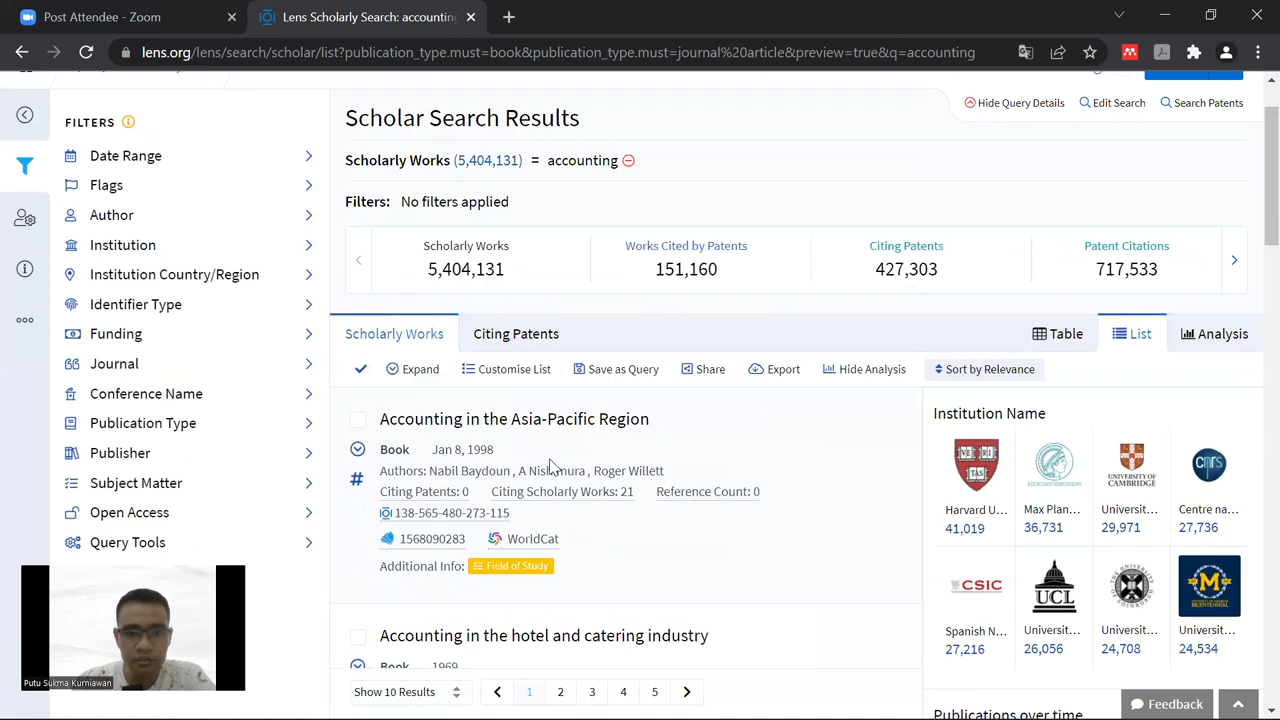 Post Attendee - Zoom
Lens Scholarly Search: accounting
lens.org/lens/search/scholar/list?publication_type.must=book&publication_type.must=journal%20article&preview=true&q=accounting
FILTERS
Date Range
Flags
Author
Institution
Institution Country/Region
Identifier Type
Funding
Journal
Conference Name
Publication Type
Publisher
Subject Matter
Open Access
Query Tools
Putu Sukma Kurniawan
Hide Query Details Edit Search Search Patents
Scholar Search Results
Scholarly Works (5,404,131) = accounting
Filters: No filters applied
Scholarly Works Works Cited by Patents Citing Patents Patent Citations
5,404,131 151,160 427,303 717,533
Scholarly Works Citing Patents Table List Analysis
Expand Customise List Save as Query Share Export Hide Analysis Sort by Relevance
Accounting in the Asia-Pacific Region
Book Jan 8, 1998
Authors: Nabil Baydoun , A Nishimura , Roger Willett
Citing Patents: 0 Citing Scholarly Works: 21 Reference Count: 0
138-565-480-273-115
1568090283 WorldCat
Additional Info: Field of Study
Accounting in the hotel and catering industry
Book 1969
Show 10 Results 1 2 3 4 5
Institution Name
VE RI TAS
UNIVERSITY OF CAMBRIDGE
cnrs
Harvard U... Max Plan... Universit... Centre na...
41,019 36,731 29,971 27,736
CSIC UCL
Spanish N... Universit... Universit... Universit...
27,216 26,056 24,708 24,534
Publications over time
Feedback